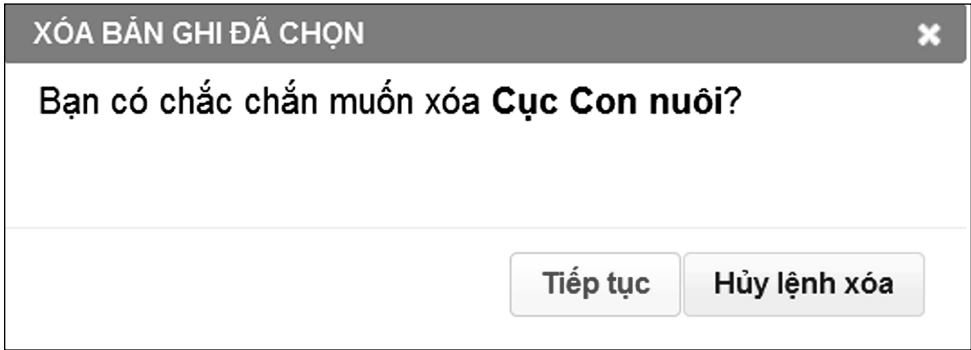 XÓA BẢN GHI ĐÃ CHỌN
Bạn có chắc chắn muốn xóa Cục Con nuôi?
Tiếp tục Hủy lệnh xóa